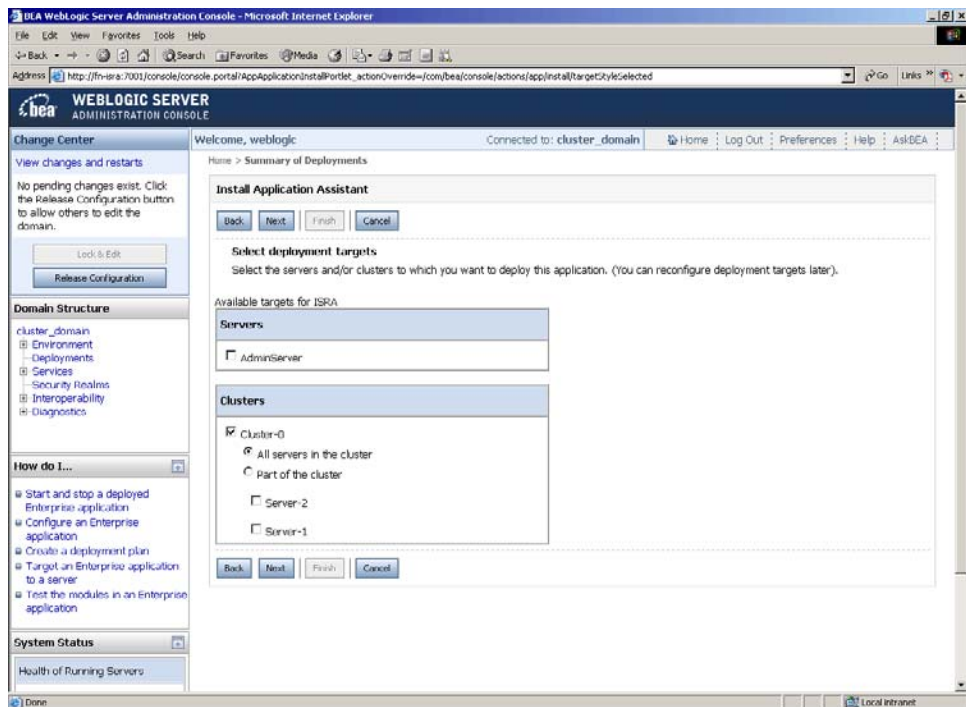 BEA WebLogic Server Administration Console - Microsoft Internet Explorer
File Edit View Favorites Tools Help
Back Search Favorites Media
Address http://fn-isra:7001/console/console.portal?AppApplicationInstallPortlet_actionOverride=/com/bea/console/actions/app/install/targetStyleSelected Go Links »
bea WEBLOGIC SERVER
ADMINISTRATION CONSOLE
Change Center
View changes and restarts
No pending changes exist. Click
the Release Configuration button
to allow others to edit the
domain.
Lock & Edit
Release Configuration
Domain Structure
cluster_domain
Environment
Deployments
Services
Security Realms
Interoperability
Diagnostics
How do I...
Start and stop a deployed
Enterprise application
Configure an Enterprise
application
Create a deployment plan
Target an Enterprise application
to a server
Test the modules in an Enterprise
application
System Status
Health of Running Servers
Welcome, weblogic Connected to: cluster_domain Home Log Out Preferences Help AskBEA
Home > Summary of Deployments
Install Application Assistant
Back Next Finish Cancel
Select deployment targets
Select the servers and/or clusters to which you want to deploy this application. (You can reconfigure deployment targets later).
Available targets for ISRA
Servers
AdminServer
Clusters
Cluster-0
All servers in the cluster
Part of the cluster
Server-2
Server-1
Back Next Finish Cancel
Done Local intranet